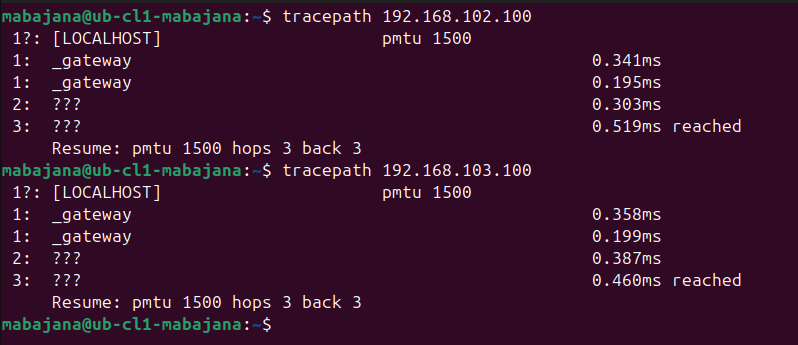 mabajana@ub-cl1-mabajana:~$ tracepath 192.168.102.100
1?: [LOCALHOST] pmtu 1500
1: _gateway 0.341ms
1: _gateway 0.195ms
2: ??? 0.303ms
3: ??? 0.519ms reached
Resume: pmtu 1500 hops 3 back 3
mabajana@ub-cl1-mabajana:~$ tracepath 192.168.103.100
1?: [LOCALHOST] pmtu 1500
1: _gateway 0.358ms
1: _gateway 0.199ms
2: ??? 0.387ms
3: ??? 0.460ms reached
Resume: pmtu 1500 hops 3 back 3
mabajana@ub-cl1-mabajana:~$